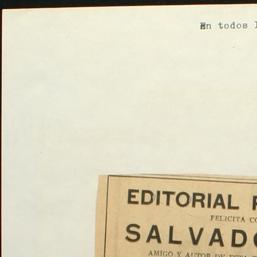 En todos
EDITORIAL
FELICITA
SALVADO
AMIGO Y AUTOR DE